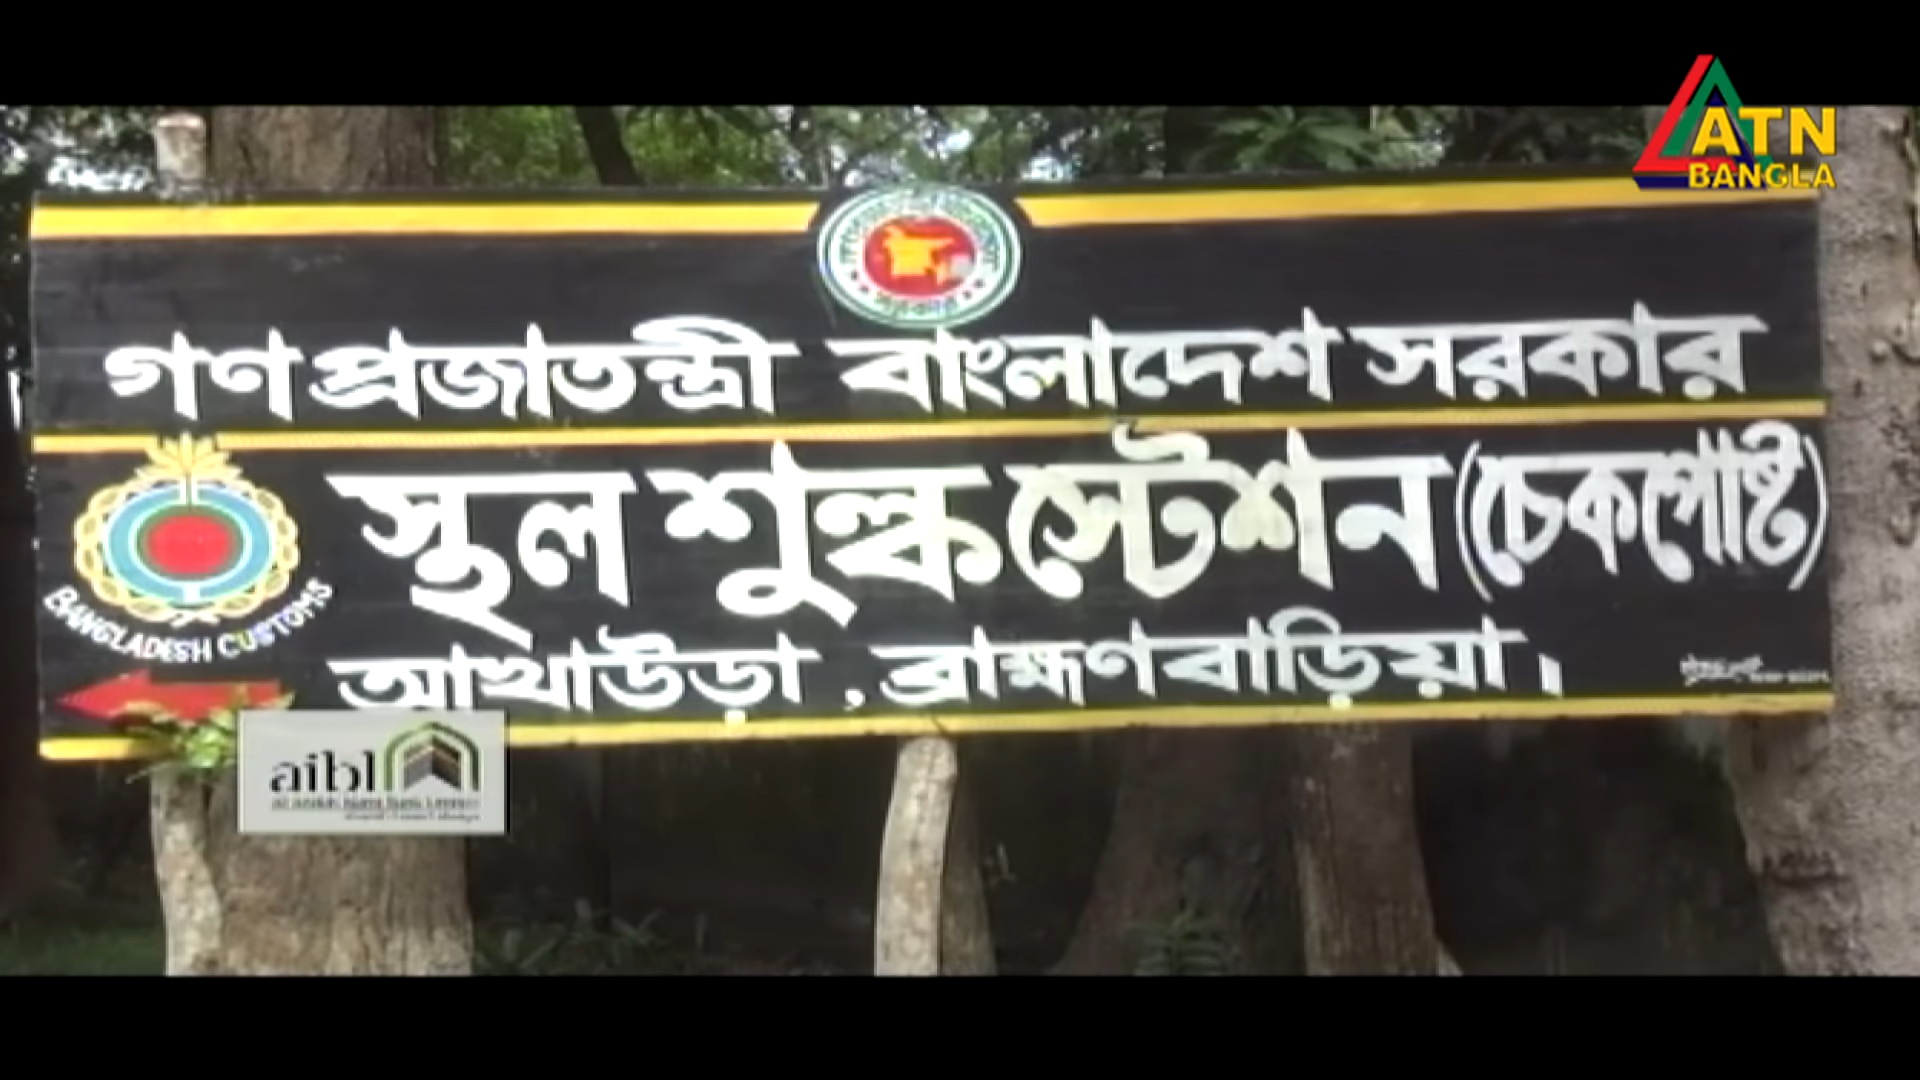 ATN
BANGLA
গণপ্রজাতন্ত্রী বাংলাদেশ সরকার
স্থল শুল্ক স্টেশন (চেকপোষ্ট)
BANGLADESH CUSTOMS
আখাউড়া, ব্রাহ্মণবাড়িয়া।
aibl